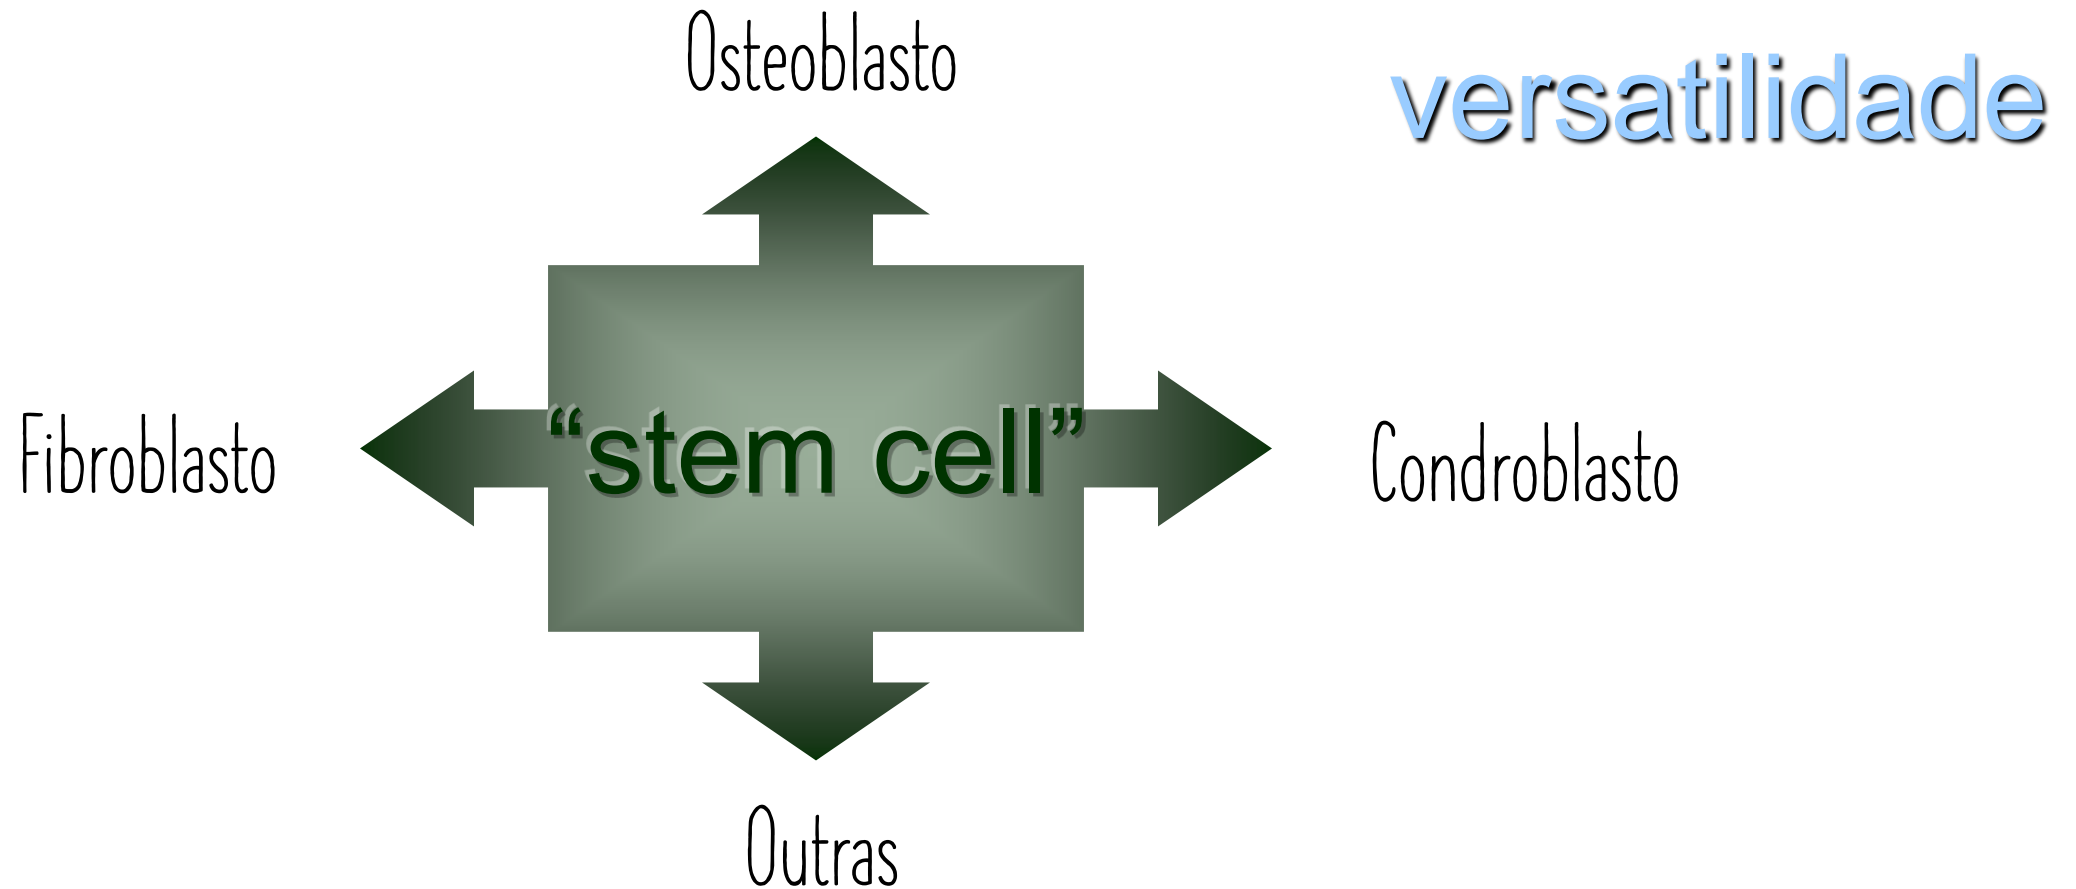 Osteoblasto
versatilidade
Fibroblasto
“stem cell”
Condroblasto
Outras